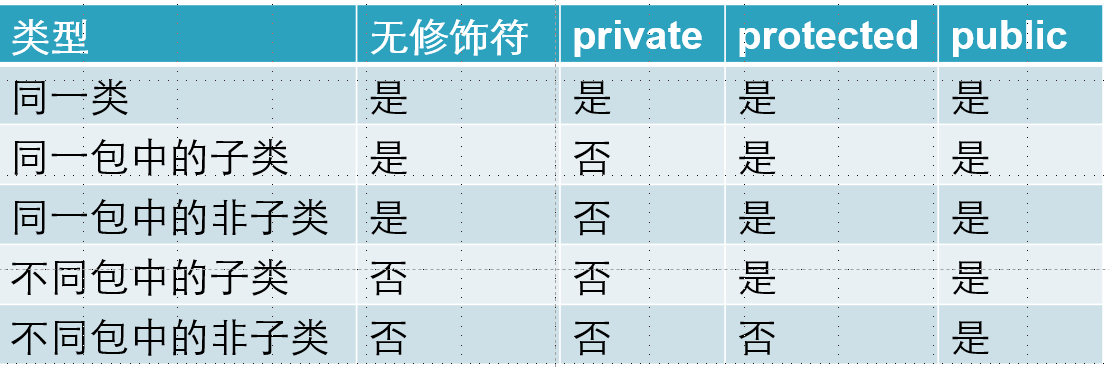 类型 无修饰符 private protected public
同一类 是 是 是 是
同一包中的子类 是 否 是 是
同一包中的非子类 是 否 是 是
不同包中的子类 否 否 是 是
不同包中的非子类 否 否 否 是